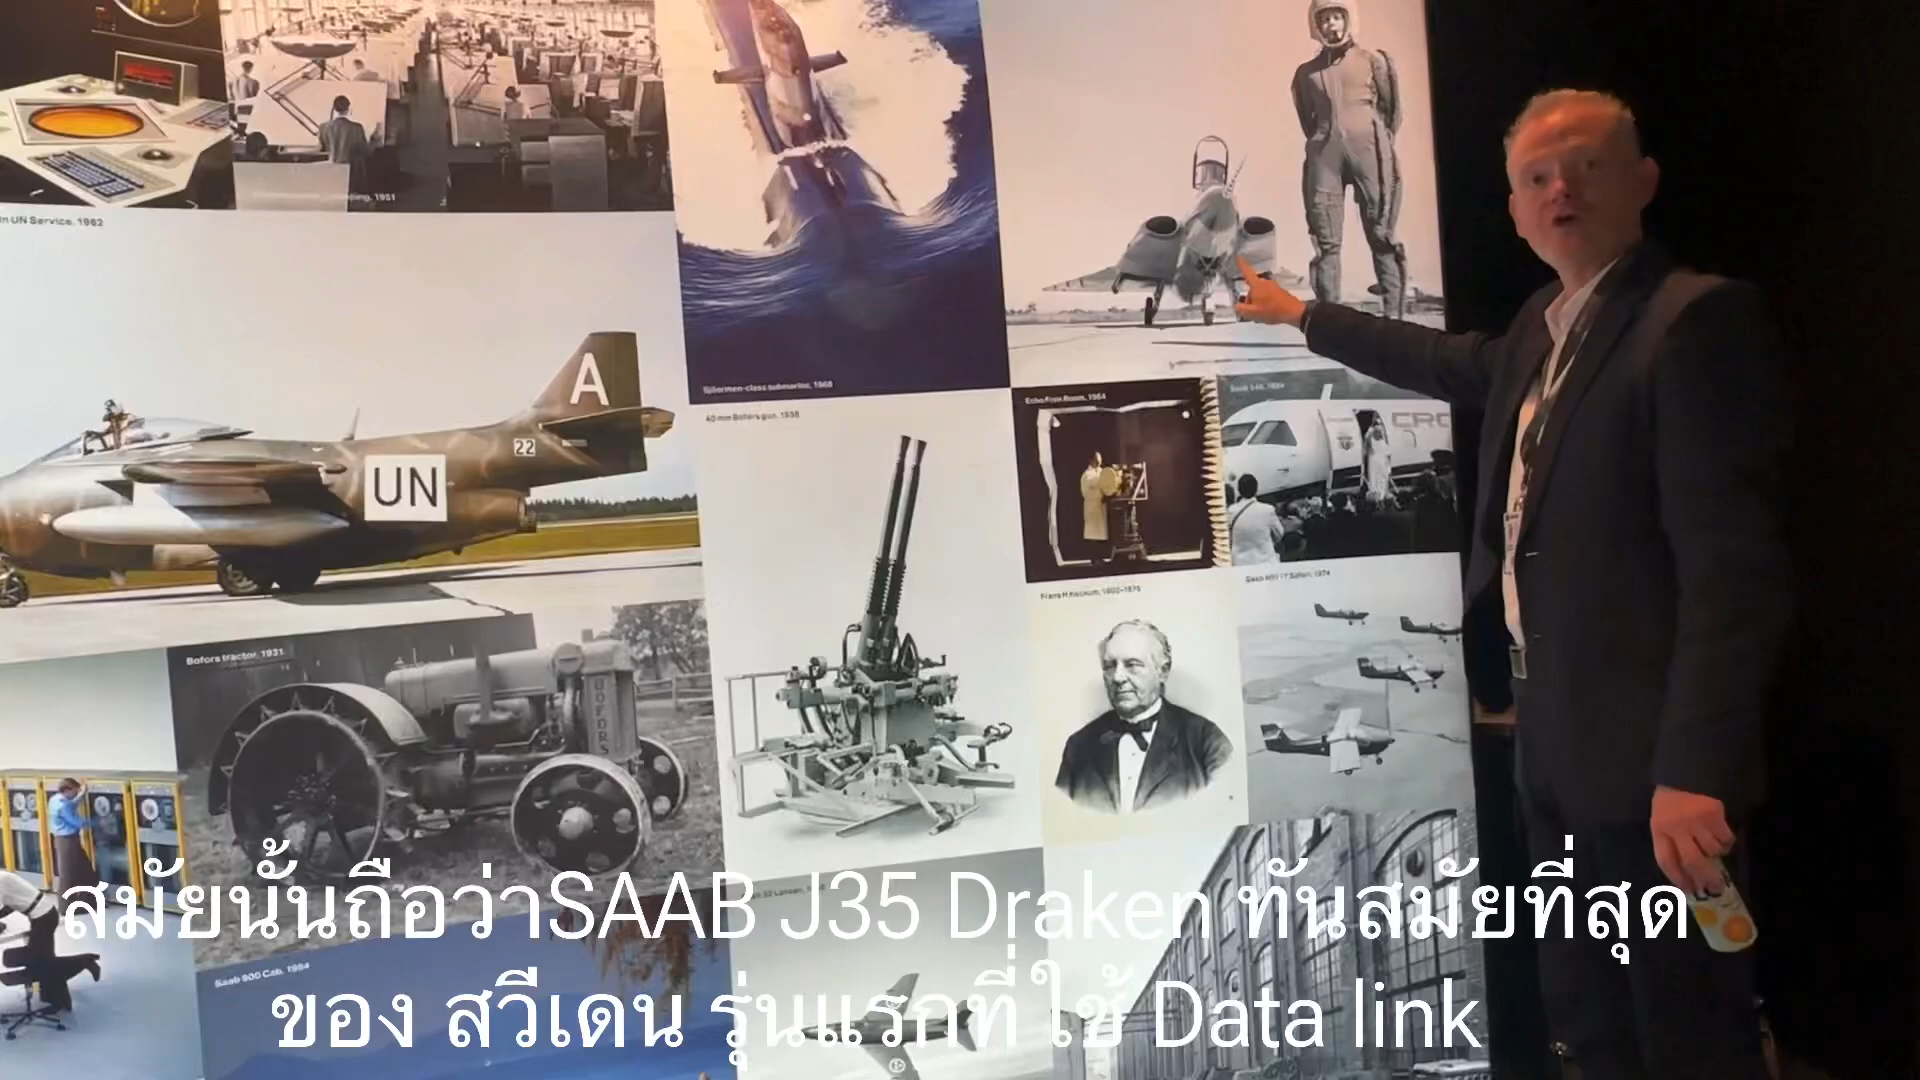 1951
in UN Service, 1962
A
22
UN
Sjöormen-class submarine, 1968
40 mm Bofors gun, 1936
Echo Free Room, 1964
CRO
Frans H Kockum, 1802-1875
Saab MFI 17 Safari, 1974
Bofors tractor, 1931
BOFORS
32 Lansen,
Saab 900 Cab, 1984
สมัยนั้นถือว่าSAAB J35 Draken ทันสมัยที่สุด
ของ สวีเดน รุ่นแรกที่ ใช้ Data link